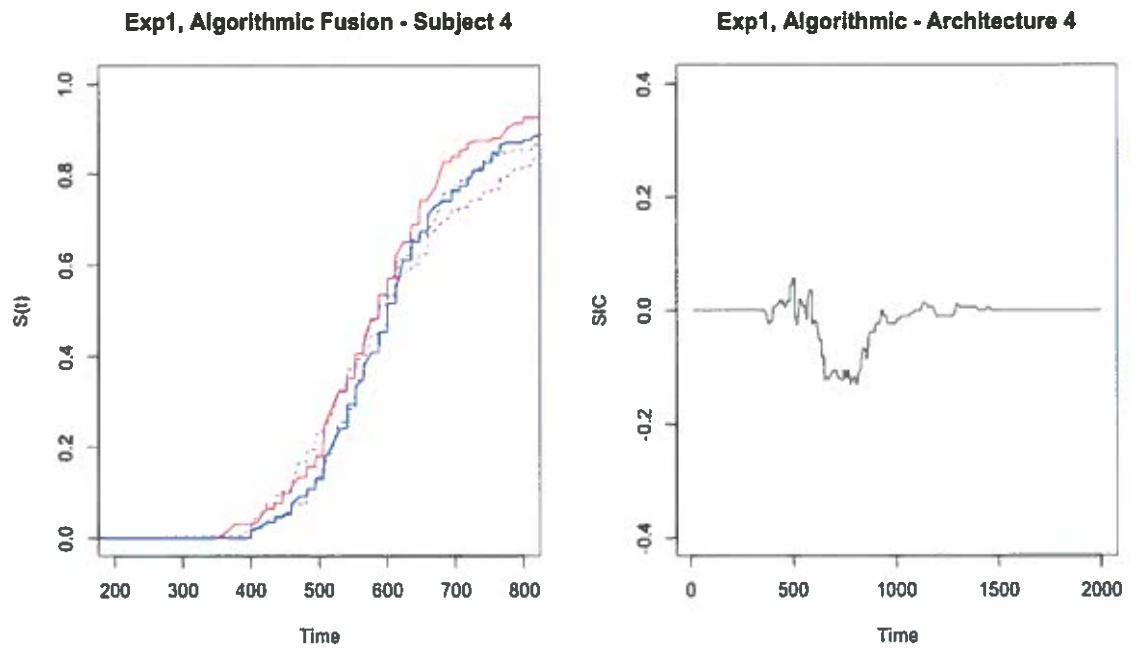 Exp1, Algorithmic Fusion - Subject 4
S(t)
1.0
0.8
0.6
0.4
0.2
0.0
200 300 400 500 600 700 800
Time
Exp1, Algorithmic - Architecture 4
SIC
0.4
0.2
0.0
-0.2
-0.4
0 500 1000 1500 2000
Time